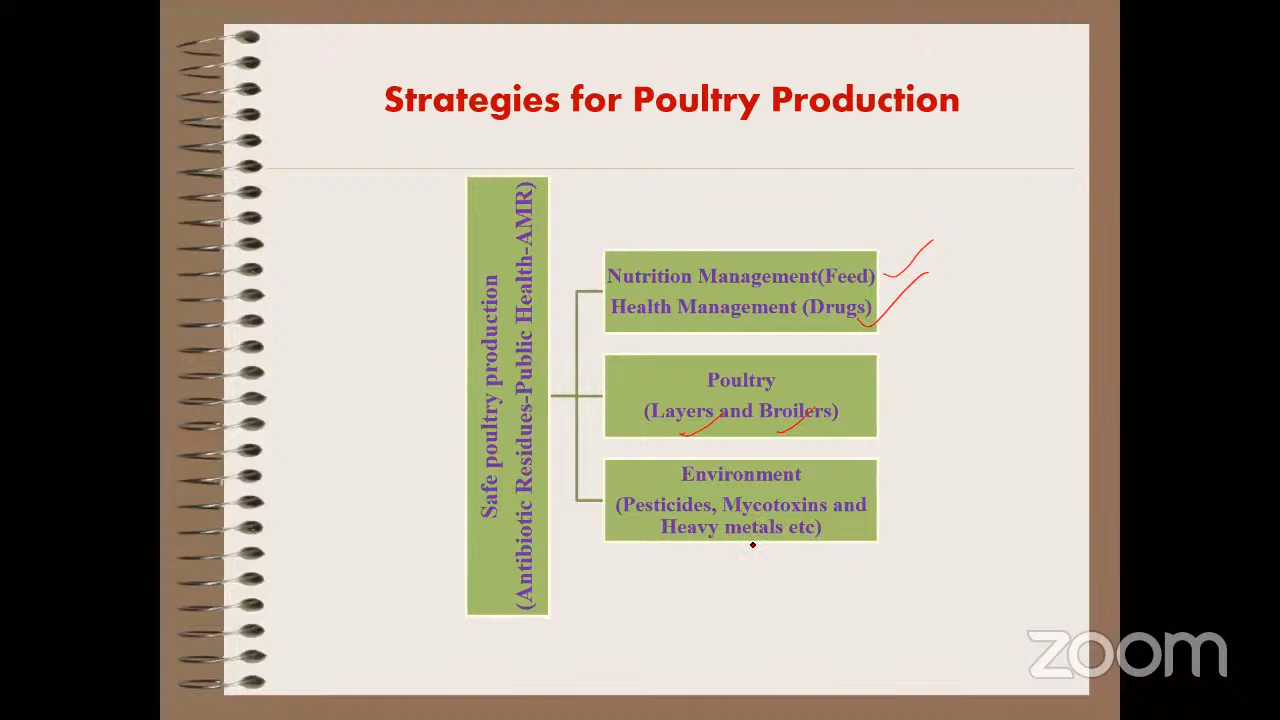 Strategies for Poultry Production
Safe poultry production
(Antibiotic Residues-Public Health-AMR)
Nutrition Management(Feed)
Health Management (Drugs)
Poultry
(Layers and Broilers)
Environment
(Pesticides, Mycotoxins and
Heavy metals etc)
zoom